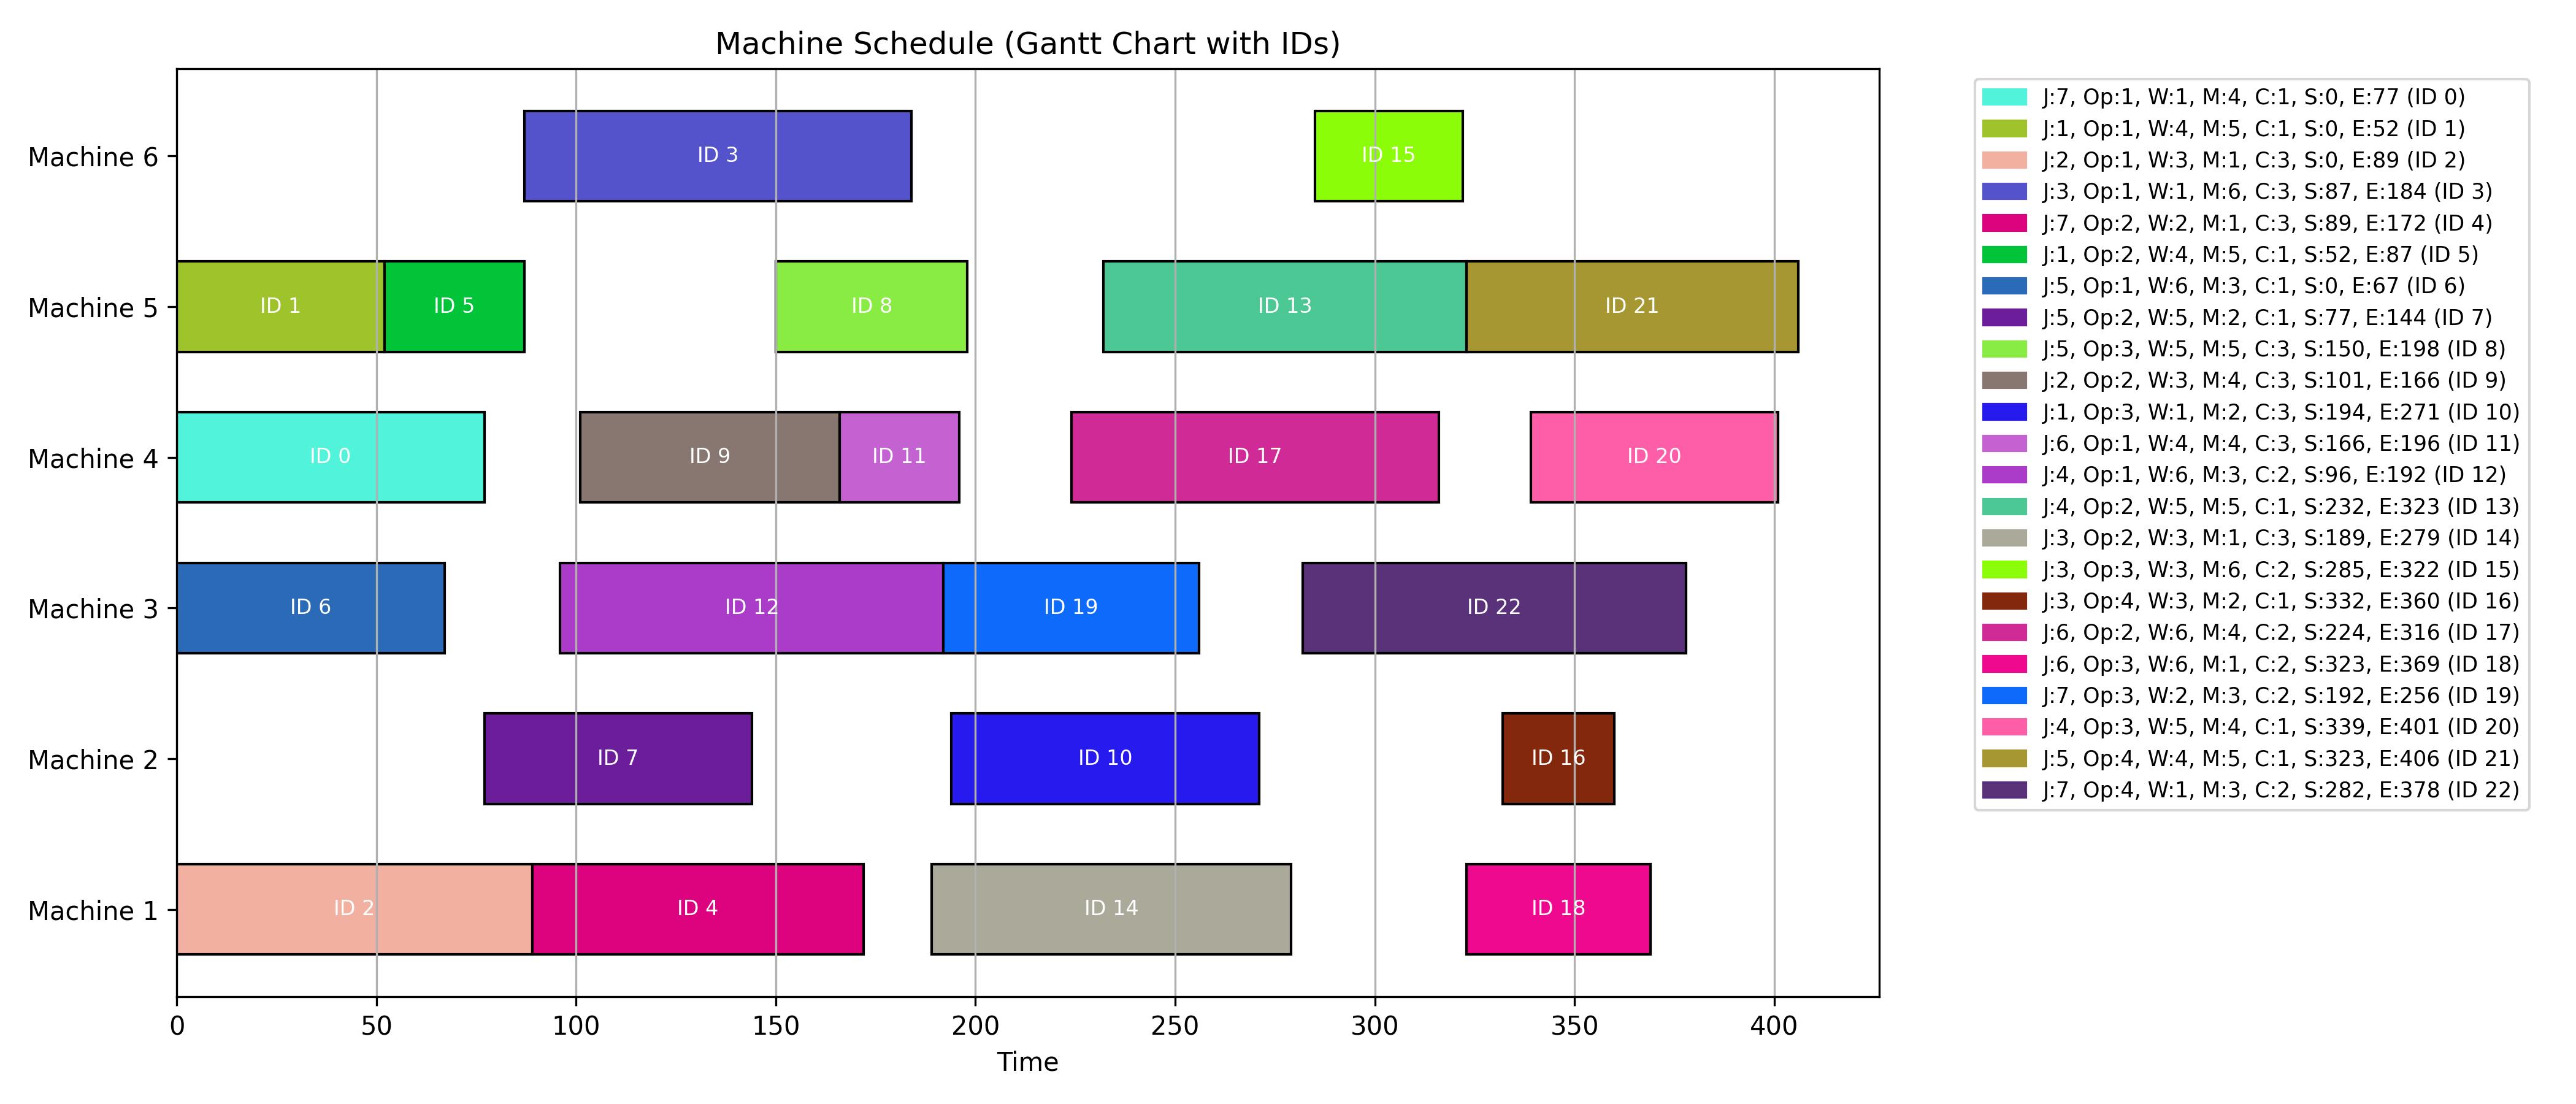 Machine Schedule (Gantt Chart with IDs)
Machine 6
ID 3
ID 15
Machine 5
ID 1
ID 5
ID 8
ID 13
ID 21
Machine 4
ID 0
ID 9
ID 11
ID 17
ID 20
Machine 3
ID 6
ID 12
ID 19
ID 22
Machine 2
ID 7
ID 10
ID 16
Machine 1
ID 2
ID 4
ID 14
ID 18
0 50 100 150 200 250 300 350 400
Time
J:7, Op:1, W:1, M:4, C:1, S:0, E:77 (ID 0)
J:1, Op:1, W:4, M:5, C:1, S:0, E:52 (ID 1)
J:2, Op:1, W:3, M:1, C:3, S:0, E:89 (ID 2)
J:3, Op:1, W:1, M:6, C:3, S:87, E:184 (ID 3)
J:7, Op:2, W:2, M:1, C:3, S:89, E:172 (ID 4)
J:1, Op:2, W:4, M:5, C:1, S:52, E:87 (ID 5)
J:5, Op:1, W:6, M:3, C:1, S:0, E:67 (ID 6)
J:5, Op:2, W:5, M:2, C:1, S:77, E:144 (ID 7)
J:5, Op:3, W:5, M:5, C:3, S:150, E:198 (ID 8)
J:2, Op:2, W:3, M:4, C:3, S:101, E:166 (ID 9)
J:1, Op:3, W:1, M:2, C:3, S:194, E:271 (ID 10)
J:6, Op:1, W:4, M:4, C:3, S:166, E:196 (ID 11)
J:4, Op:1, W:6, M:3, C:2, S:96, E:192 (ID 12)
J:4, Op:2, W:5, M:5, C:1, S:232, E:323 (ID 13)
J:3, Op:2, W:3, M:1, C:3, S:189, E:279 (ID 14)
J:3, Op:3, W:3, M:6, C:2, S:285, E:322 (ID 15)
J:3, Op:4, W:3, M:2, C:1, S:332, E:360 (ID 16)
J:6, Op:2, W:6, M:4, C:2, S:224, E:316 (ID 17)
J:6, Op:3, W:6, M:1, C:2, S:323, E:369 (ID 18)
J:7, Op:3, W:2, M:3, C:2, S:192, E:256 (ID 19)
J:4, Op:3, W:5, M:4, C:1, S:339, E:401 (ID 20)
J:5, Op:4, W:4, M:5, C:1, S:323, E:406 (ID 21)
J:7, Op:4, W:1, M:3, C:2, S:282, E:378 (ID 22)